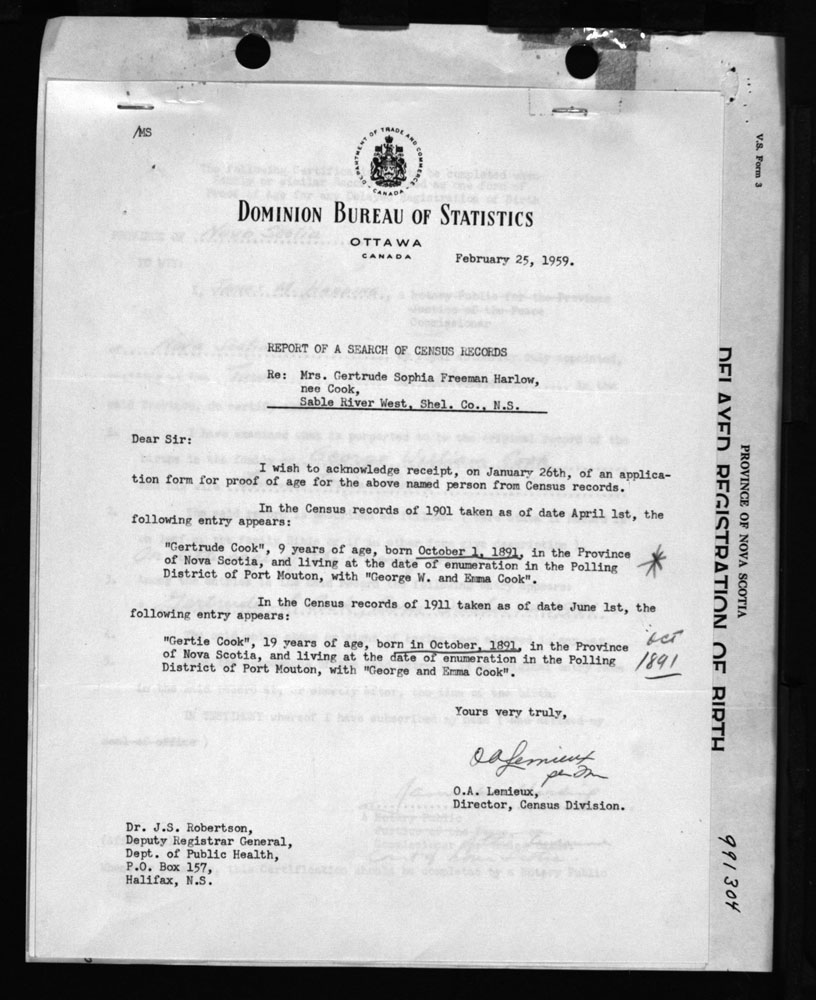 /MS
DEPARTMENT OF TRADE AND COMMERCE
CANADA
DOMINION BUREAU OF STATISTICS
OTTAWA
CANADA
February 25, 1959.
REPORT OF A SEARCH OF CENSUS RECORDS
Re: Mrs. Gertrude Sophia Freeman Harlow,
nee Cook,
Sable River West, Shel. Co., N.S.
Dear Sir:
I wish to acknowledge receipt, on January 26th, of an applica-
tion form for proof of age for the above named person from Census records.
In the Census records of 1901 taken as of date April 1st, the
following entry appears:
"Gertrude Cook", 9 years of age, born October 1, 1891, in the Province
of Nova Scotia, and living at the date of enumeration in the Polling
District of Port Mouton, with "George W. and Emma Cook".
In the Census records of 1911 taken as of date June 1st, the
following entry appears:
"Gertie Cook", 19 years of age, born in October, 1891, in the Province
of Nova Scotia, and living at the date of enumeration in the Polling
District of Port Mouton, with "George and Emma Cook".
Oct
1891
Yours very truly,
O A Lemieux
O.A. Lemieux,
Director, Census Division.
Dr. J.S. Robertson,
Deputy Registrar General,
Dept. of Public Health,
P.O. Box 157,
Halifax, N.S.
V.S. Form 3
PROVINCE OF NOVA SCOTIA
DELAYED REGISTRATION OF BIRTH
991304